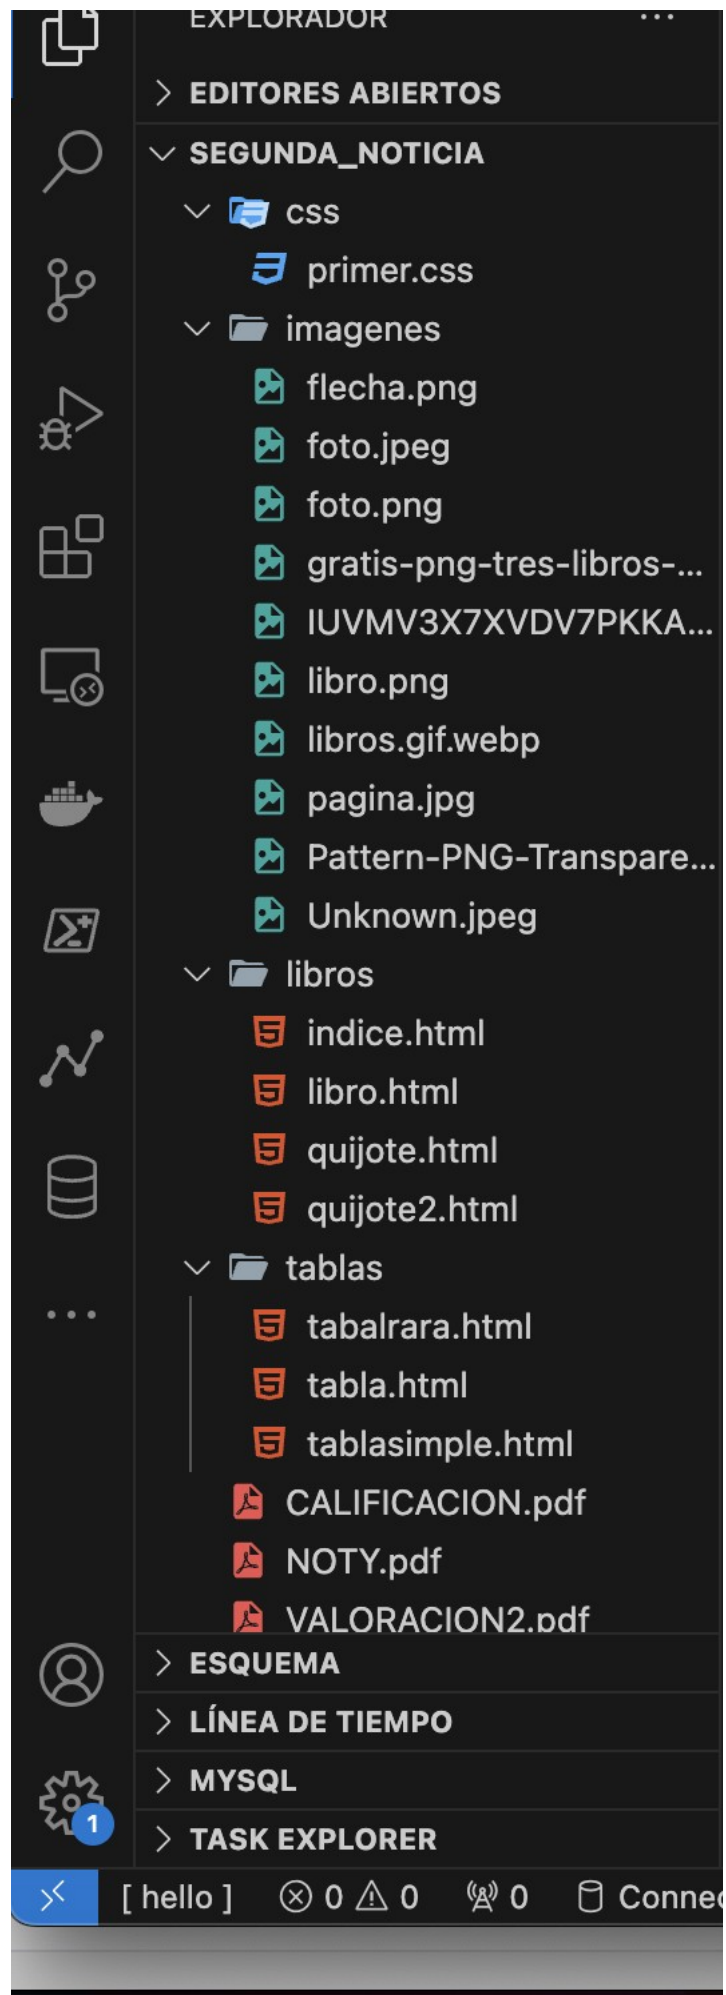 EXPLORADOR ...
EDITORES ABIERTOS
SEGUNDA_NOTICIA
css
primer.css
imagenes
flecha.png
foto.jpeg
foto.png
gratis-png-tres-libros-...
IUVMV3X7XVDV7PKKA...
libro.png
libros.gif.webp
pagina.jpg
Pattern-PNG-Transpare...
Unknown.jpeg
libros
indice.html
libro.html
quijote.html
quijote2.html
tablas
tabalrara.html
tabla.html
tablasimple.html
CALIFICACION.pdf
NOTY.pdf
VALORACION2.pdf
ESQUEMA
LÍNEA DE TIEMPO
MYSQL
1
TASK EXPLORER
[ hello ] 0 0 0 Connec